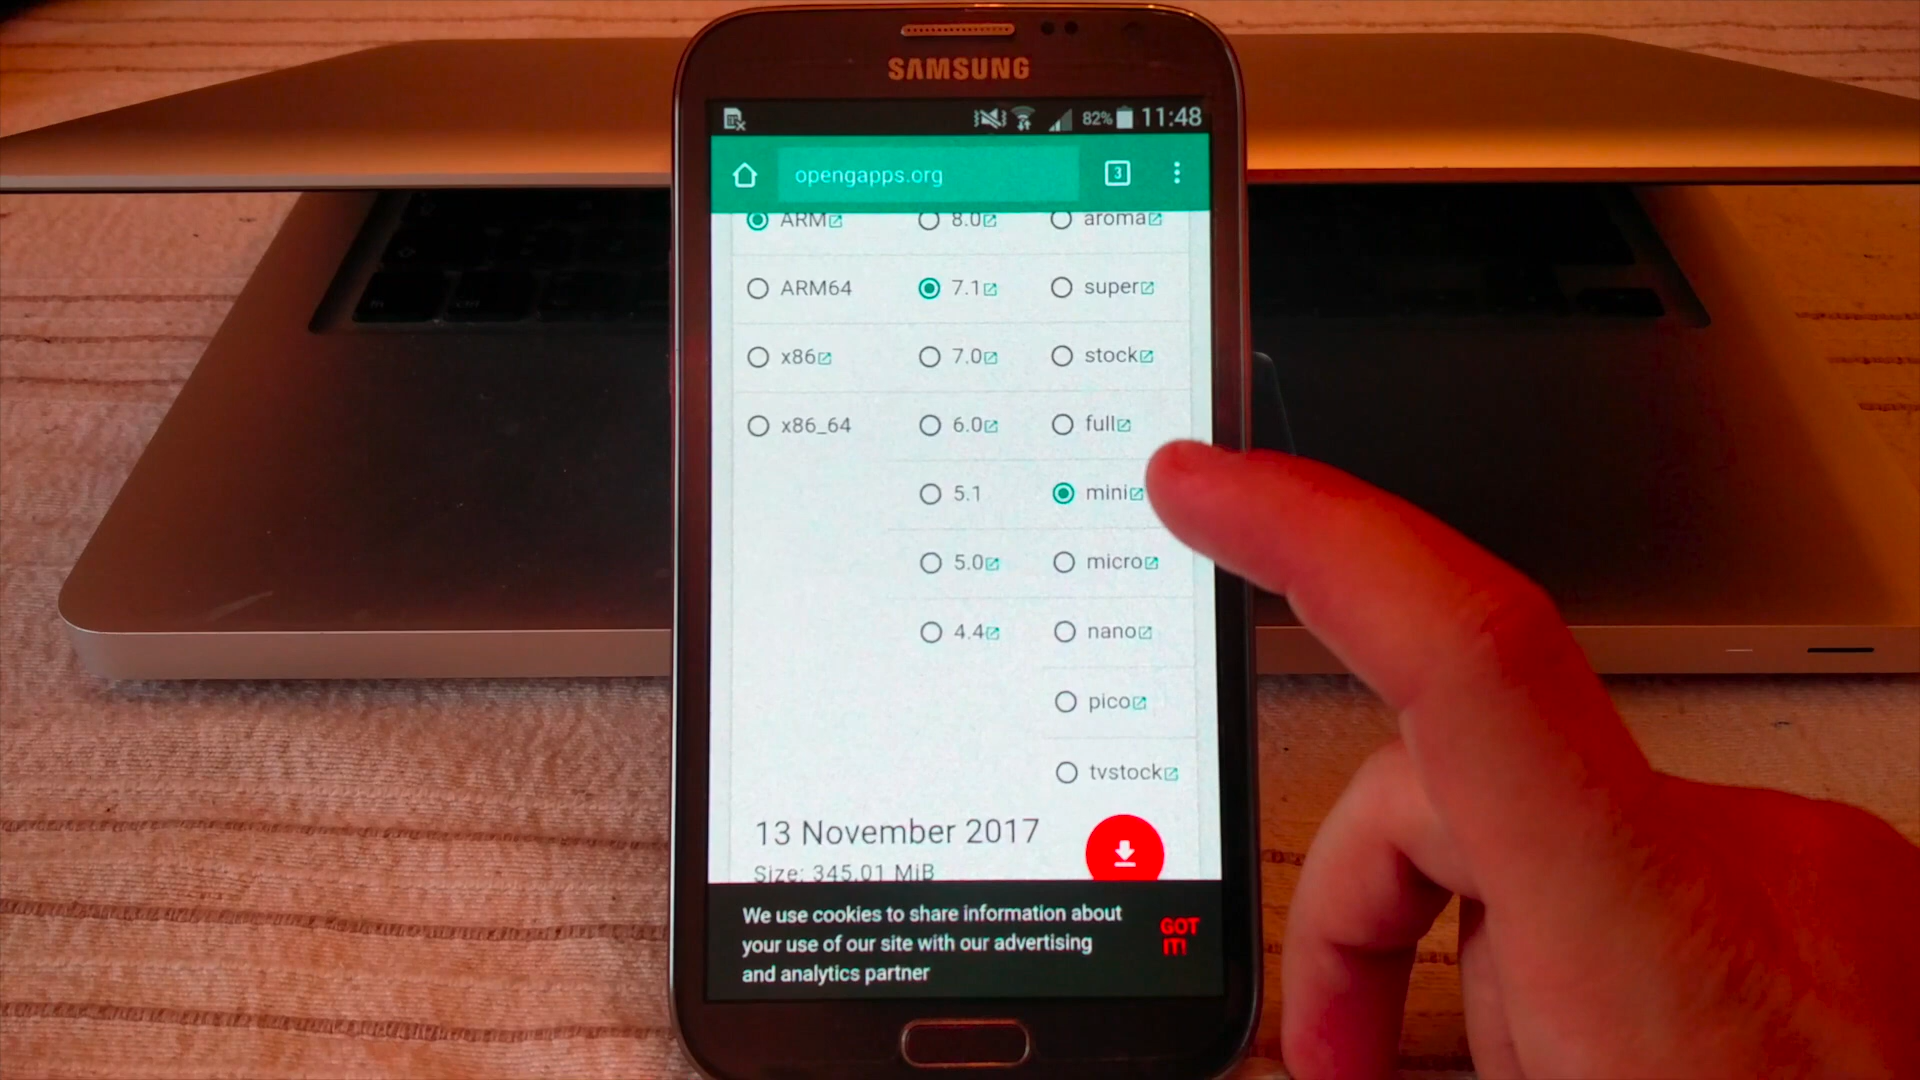 SAMSUNG
82% 11:48
opengapps.org 3
ARM 8.0 aroma
ARM64 7.1 super
x86 7.0 stock
x86_64 6.0 full
5.1 mini
5.0 micro
4.4 nano
pico
tvstock
13 November 2017
Size: 345.01 MiB
We use cookies to share information about
your use of our site with our advertising
and analytics partner
GOT
IT!